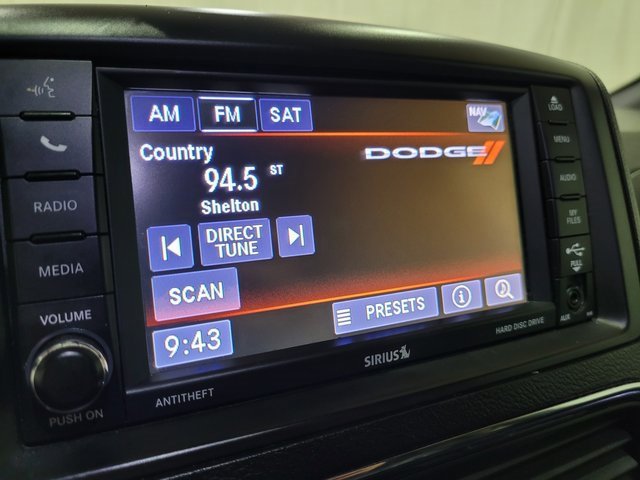 AM FM SAT NAV
Country
DODGE
94.5 ST
Shelton
DIRECT
TUNE
SCAN
PRESETS
9:43
RADIO
MEDIA
VOLUME
PUSH ON
ANTITHEFT
SIRIUS
HARD DISC DRIVE
LOAD
MENU
AUDIO
MY
FILES
PULL
AUX